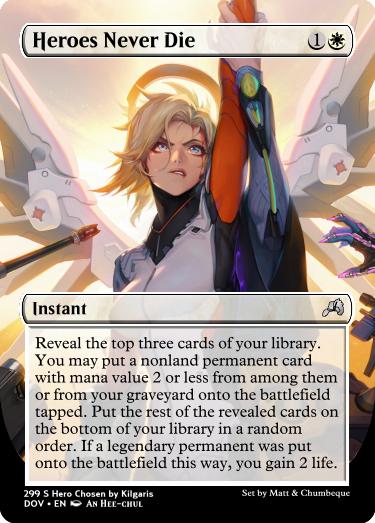 Heroes Never Die
1
Instant
Reveal the top three cards of your library.
You may put a nonland permanent card
with mana value 2 or less from among them
or from your graveyard onto the battlefield
tapped. Put the rest of the revealed cards on
the bottom of your library in a random
order. If a legendary permanent was put
onto the battlefield this way, you gain 2 life.
299 S Hero Chosen by Kilgaris
Set by Matt & Chumbeque
DOV • EN An Hee-chul